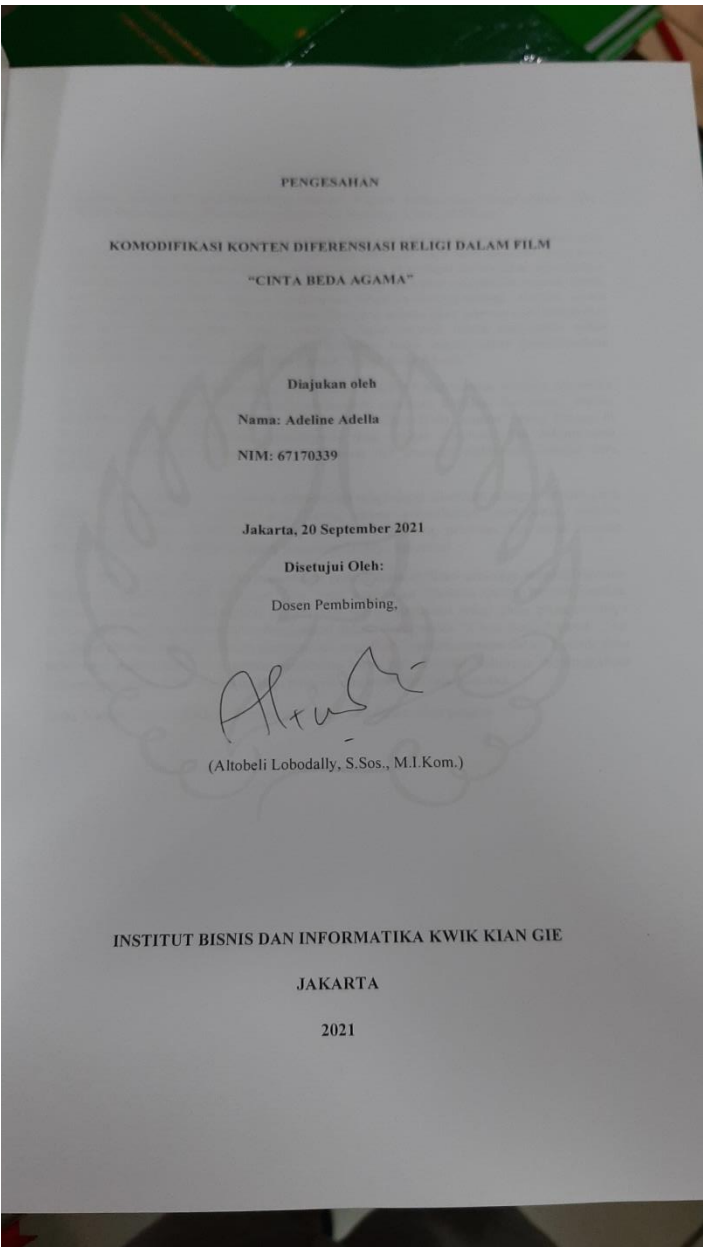 PENGESAHAN
KOMODIFIKASI KONTEN DIFERENSIASI RELIGI DALAM FILM
“CINTA BEDA AGAMA”
Diajukan oleh
Nama: Adeline Adella
NIM: 67170339
Jakarta, 20 September 2021
Disetujui Oleh:
Dosen Pembimbing,
(Altobeli Lobodally, S.Sos., M.I.Kom.)
INSTITUT BISNIS DAN INFORMATIKA KWIK KIAN GIE
JAKARTA
2021